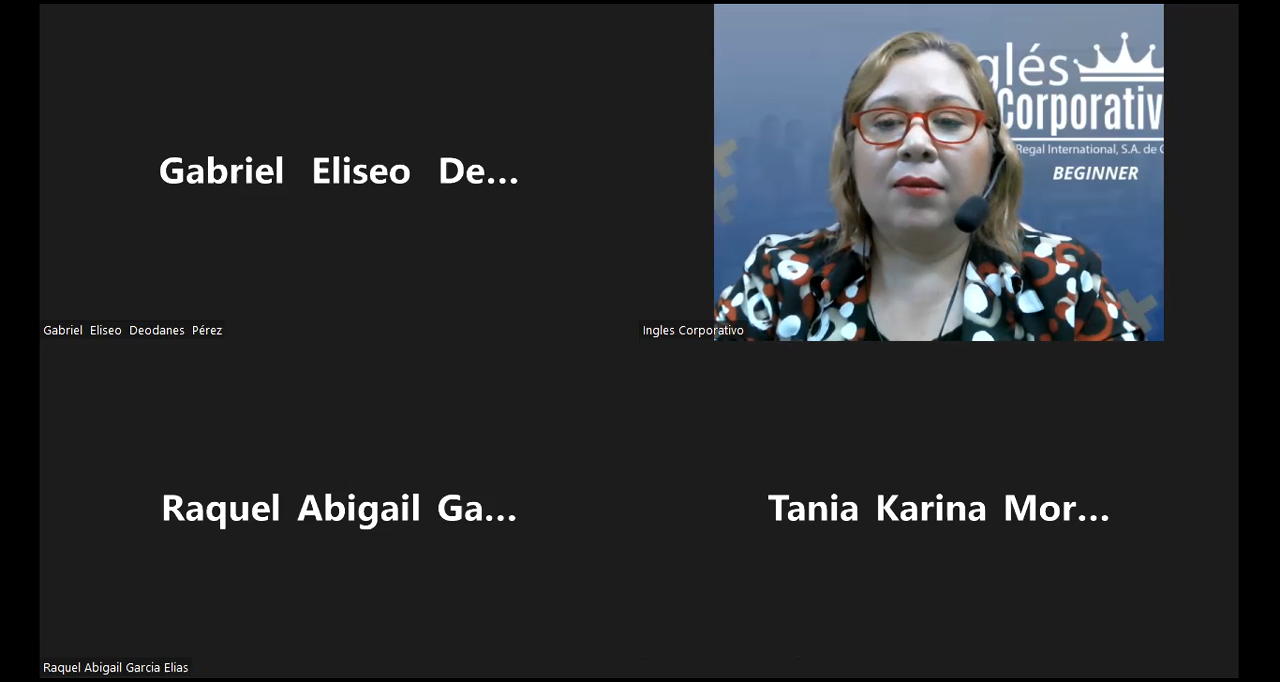 Gabriel Eliseo De...
glés
Corporativ
Regal International, S.A. de C
BEGINNER
Gabriel Eliseo Deodanes Pérez
Ingles Corporativo
Raquel Abigail Ga...
Tania Karina Mor...
Raquel Abigail Garcia Elias